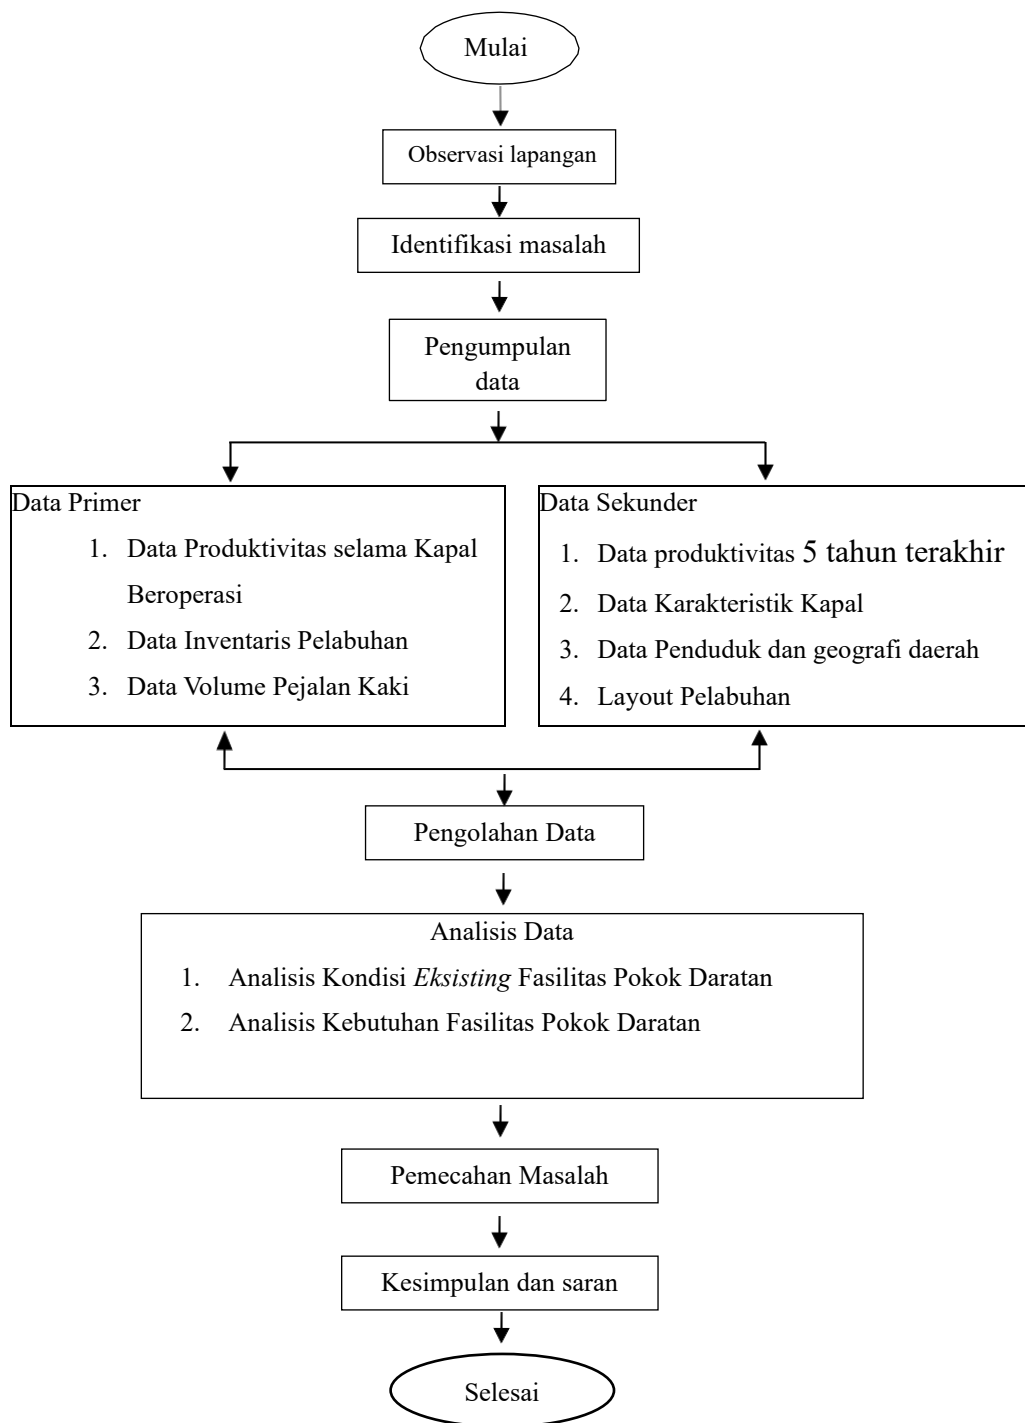 Mulai
Observasi lapangan
Identifikasi masalah
Pengumpulan
data
Data Primer
1. Data Produktivitas selama Kapal
Beroperasi
2. Data Inventaris Pelabuhan
3. Data Volume Pejalan Kaki
Data Sekunder
1. Data produktivitas 5 tahun terakhir
2. Data Karakteristik Kapal
3. Data Penduduk dan geografi daerah
4. Layout Pelabuhan
Pengolahan Data
Analisis Data
1. Analisis Kondisi Eksisting Fasilitas Pokok Daratan
2. Analisis Kebutuhan Fasilitas Pokok Daratan
Pemecahan Masalah
Kesimpulan dan saran
Selesai